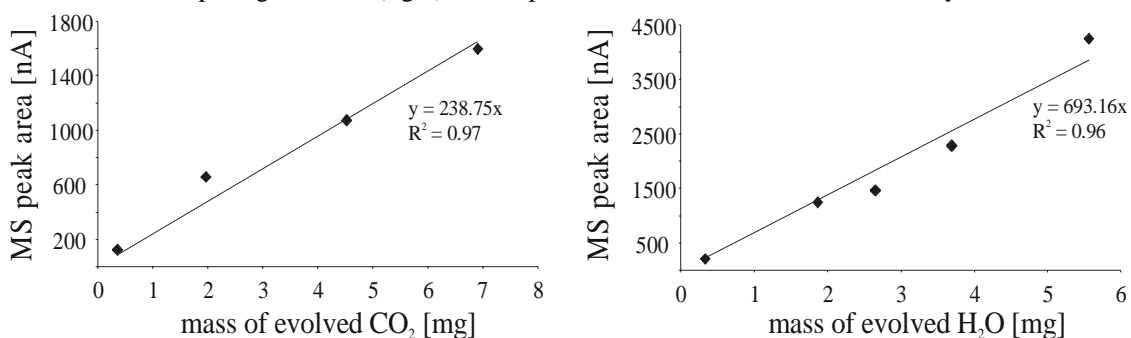 MS peak area [nA]
1800
1400
1000
600
200
y = 238.75x
R² = 0.97
0 1 2 3 4 5 6 7 8
mass of evolved CO₂ [mg]
MS peak area [nA]
4500
3500
2500
1500
500
y = 693.16x
R² = 0.96
0 1 2 3 4 5 6
mass of evolved H₂O [mg]